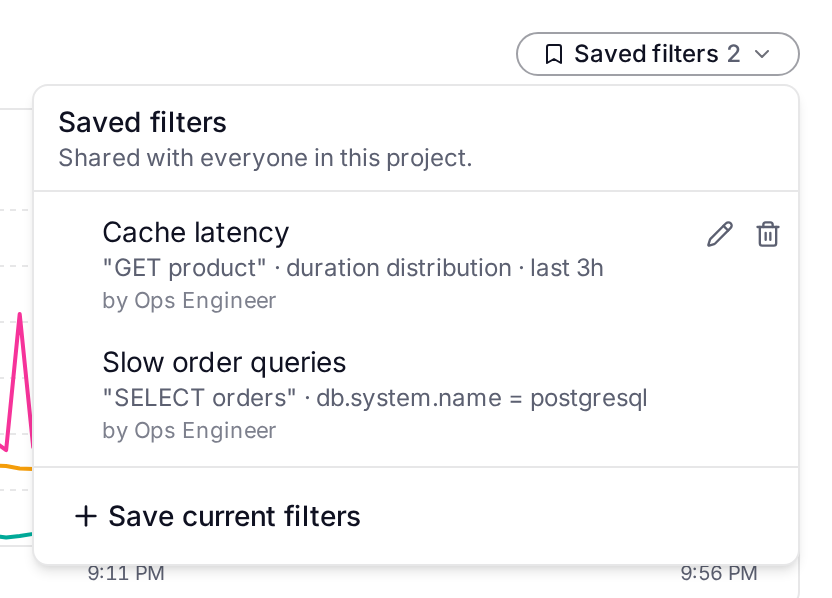 Saved filters 2
Saved filters
Shared with everyone in this project.
Cache latency
"GET product" · duration distribution · last 3h
by Ops Engineer
Slow order queries
"SELECT orders" · db.system.name = postgresql
by Ops Engineer
Save current filters
9:11 PM 9:56 PM